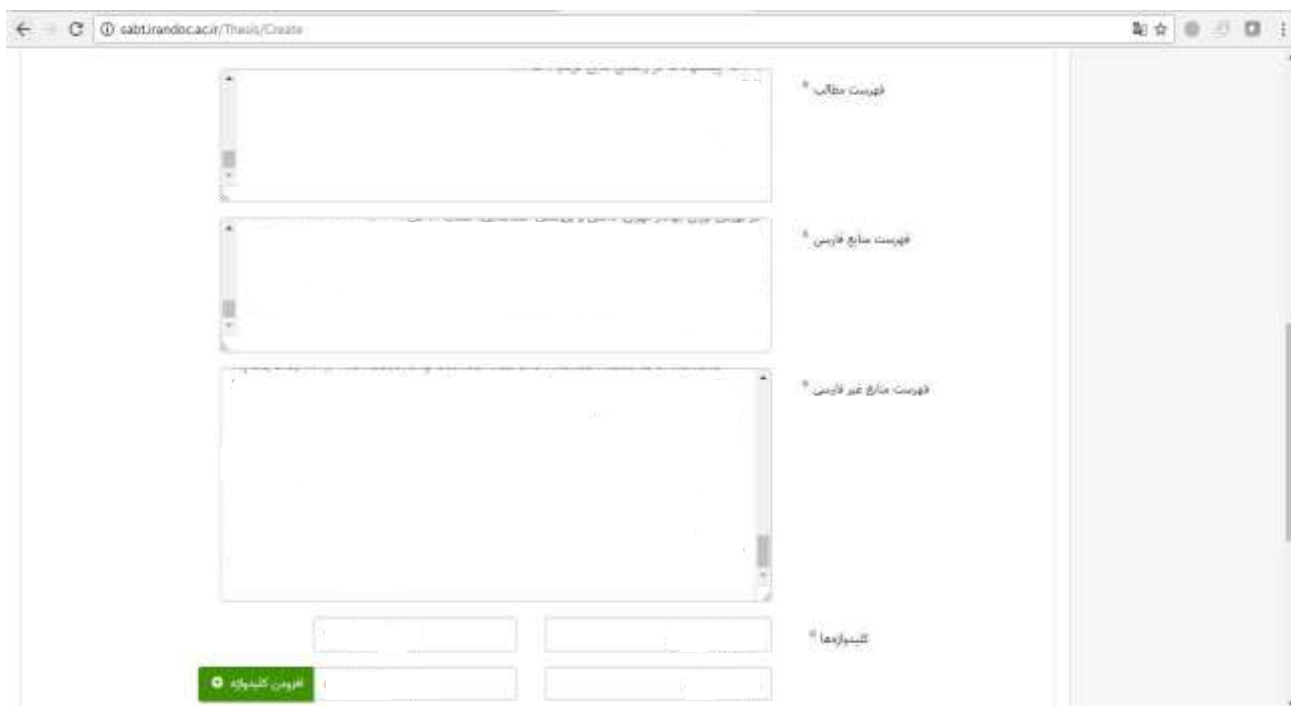 sabt.irandoc.ac.ir/Thesis/Create
فهرست مطالب *
فهرست منابع فارسی *
فهرست منابع غیر فارسی *
کلیدواژه‌ها *
افزودن کلیدواژه